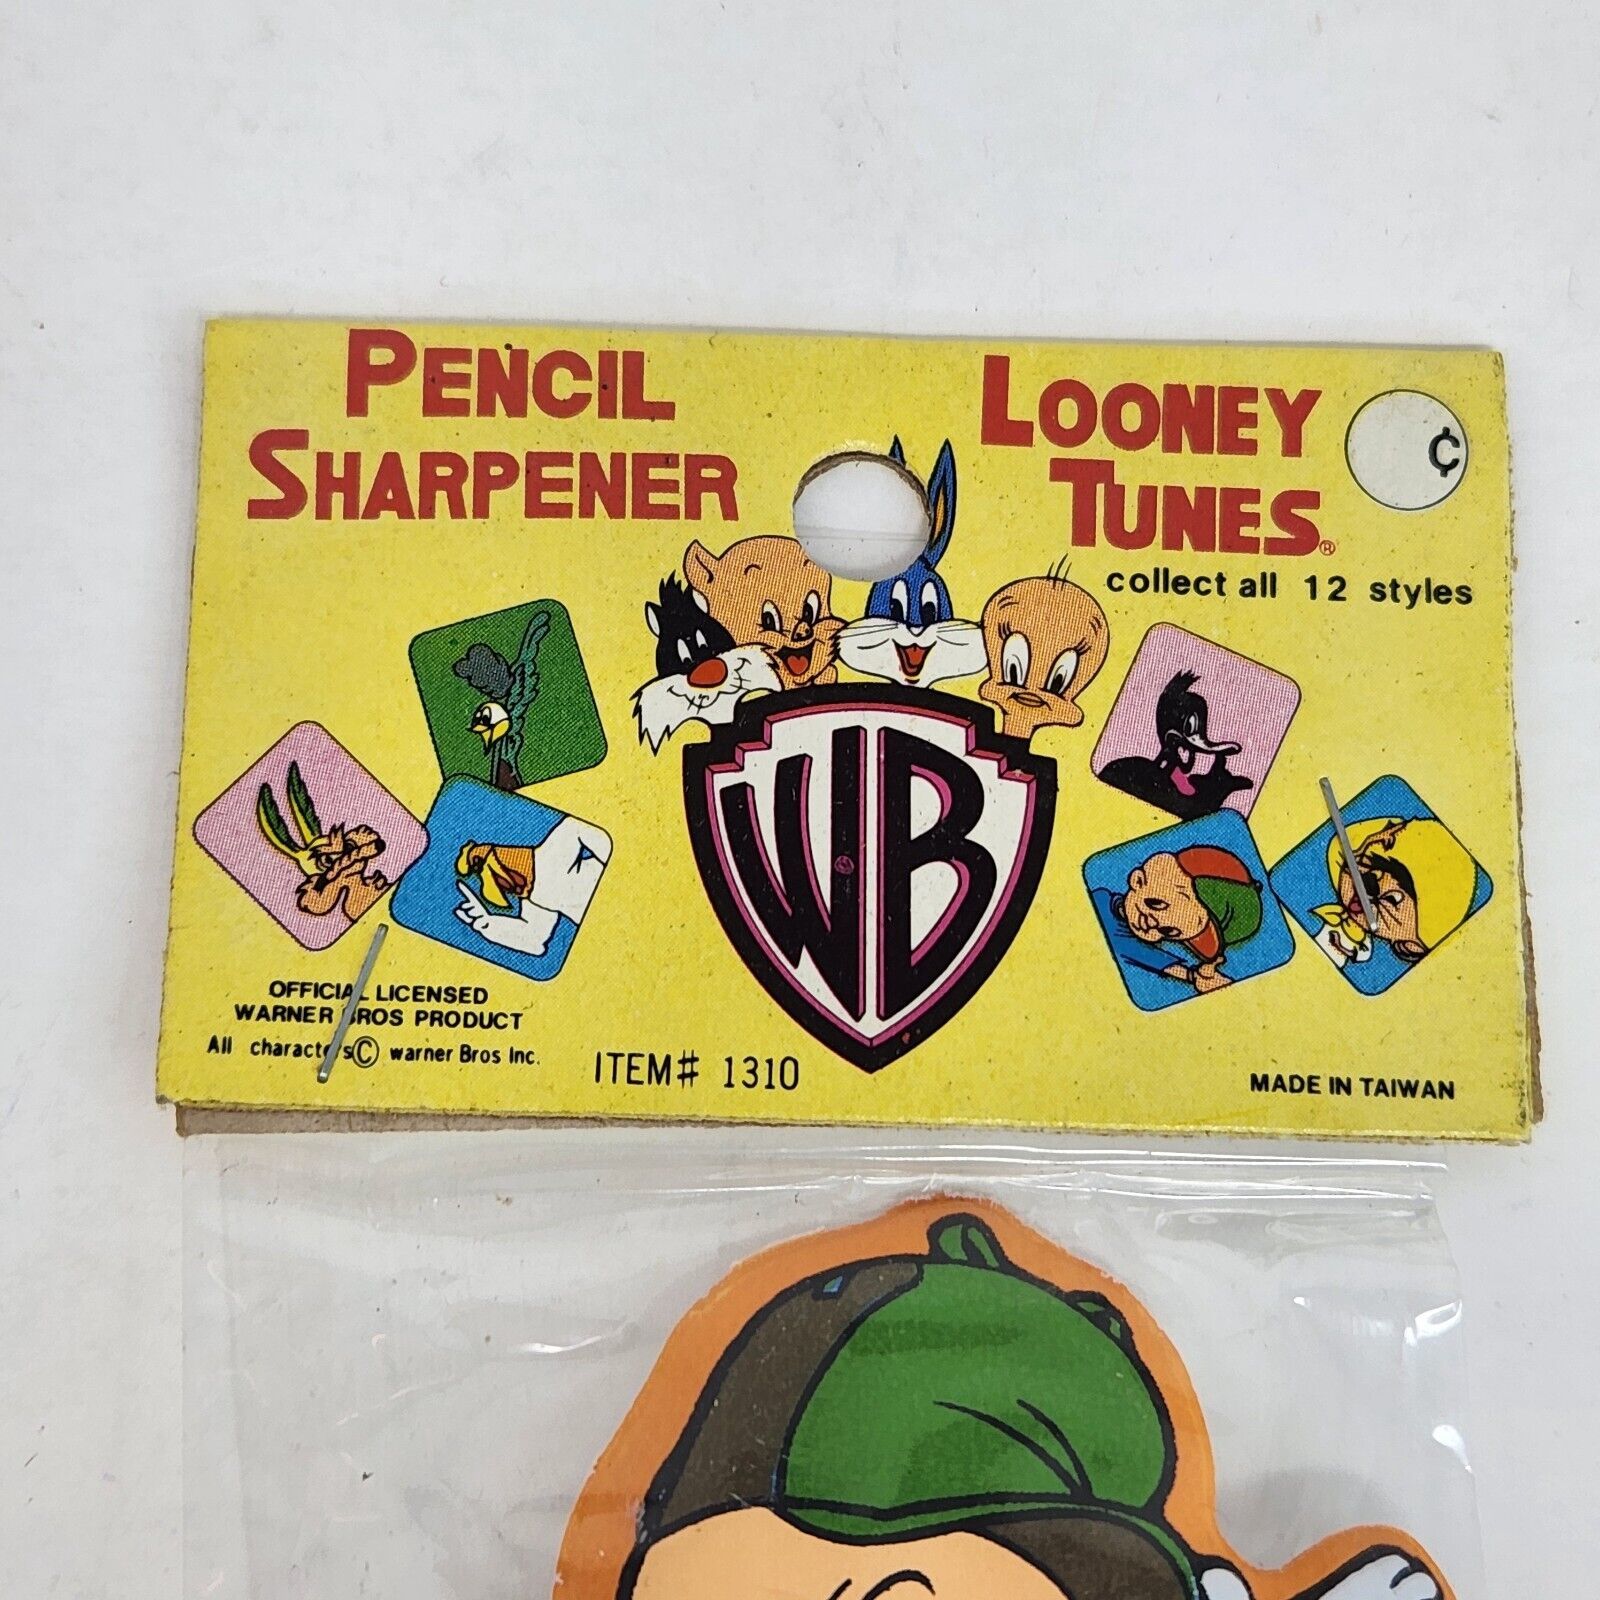 PENCIL
SHARPENER
LOONEY
TUNES®
¢
collect all 12 styles
WB
OFFICIAL LICENSED
WARNER BROS PRODUCT
All characters © warner Bros Inc.
ITEM# 1310
MADE IN TAIWAN